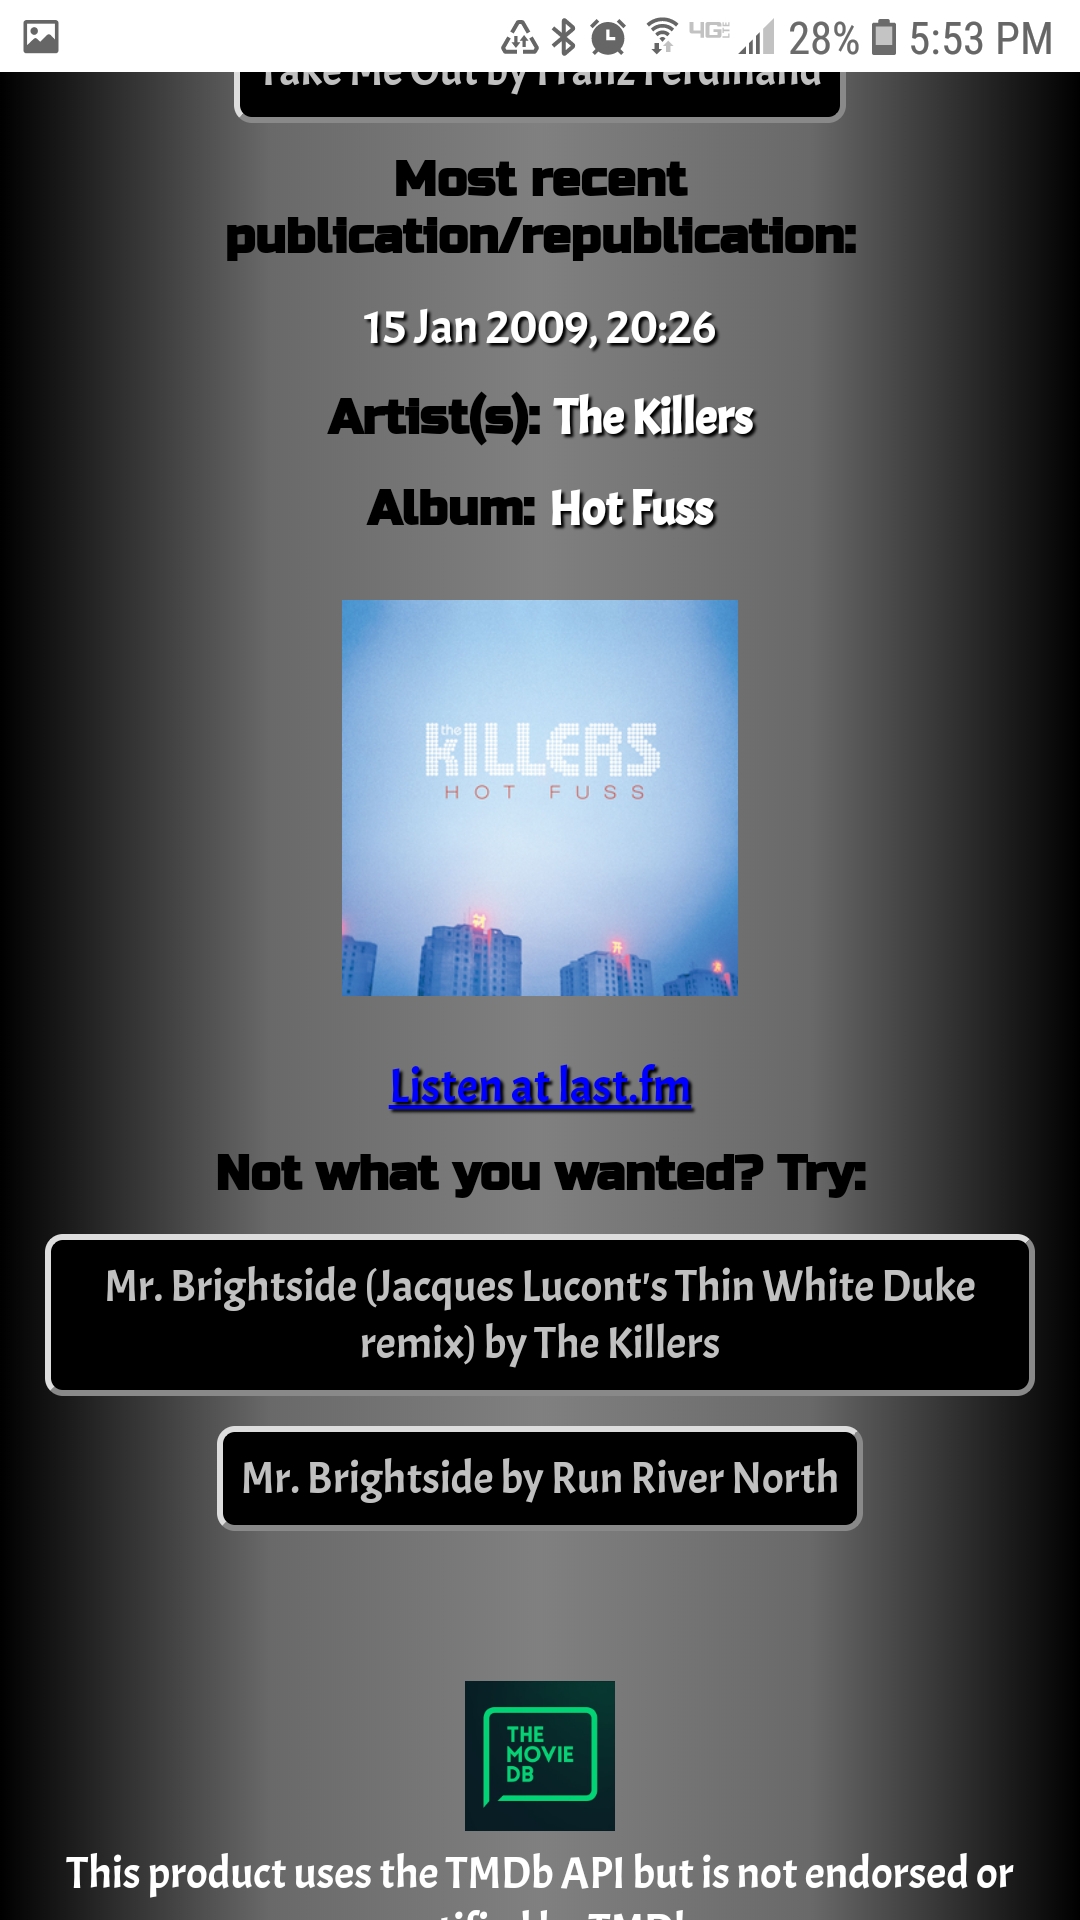 28% 5:53 PM
Take Me Out by Franz Ferdinand
Most recent
publication/republication:
15 Jan 2009, 20:26
Artist(s): The Killers
Album: Hot Fuss
the
KILLERS
HOT FUSS
Listen at last.fm
Not what you wanted? Try:
Mr. Brightside (Jacques Lucont's Thin White Duke
remix) by The Killers
Mr. Brightside by Run River North
THE
MOVIE
DB
This product uses the TMDb API but is not endorsed or